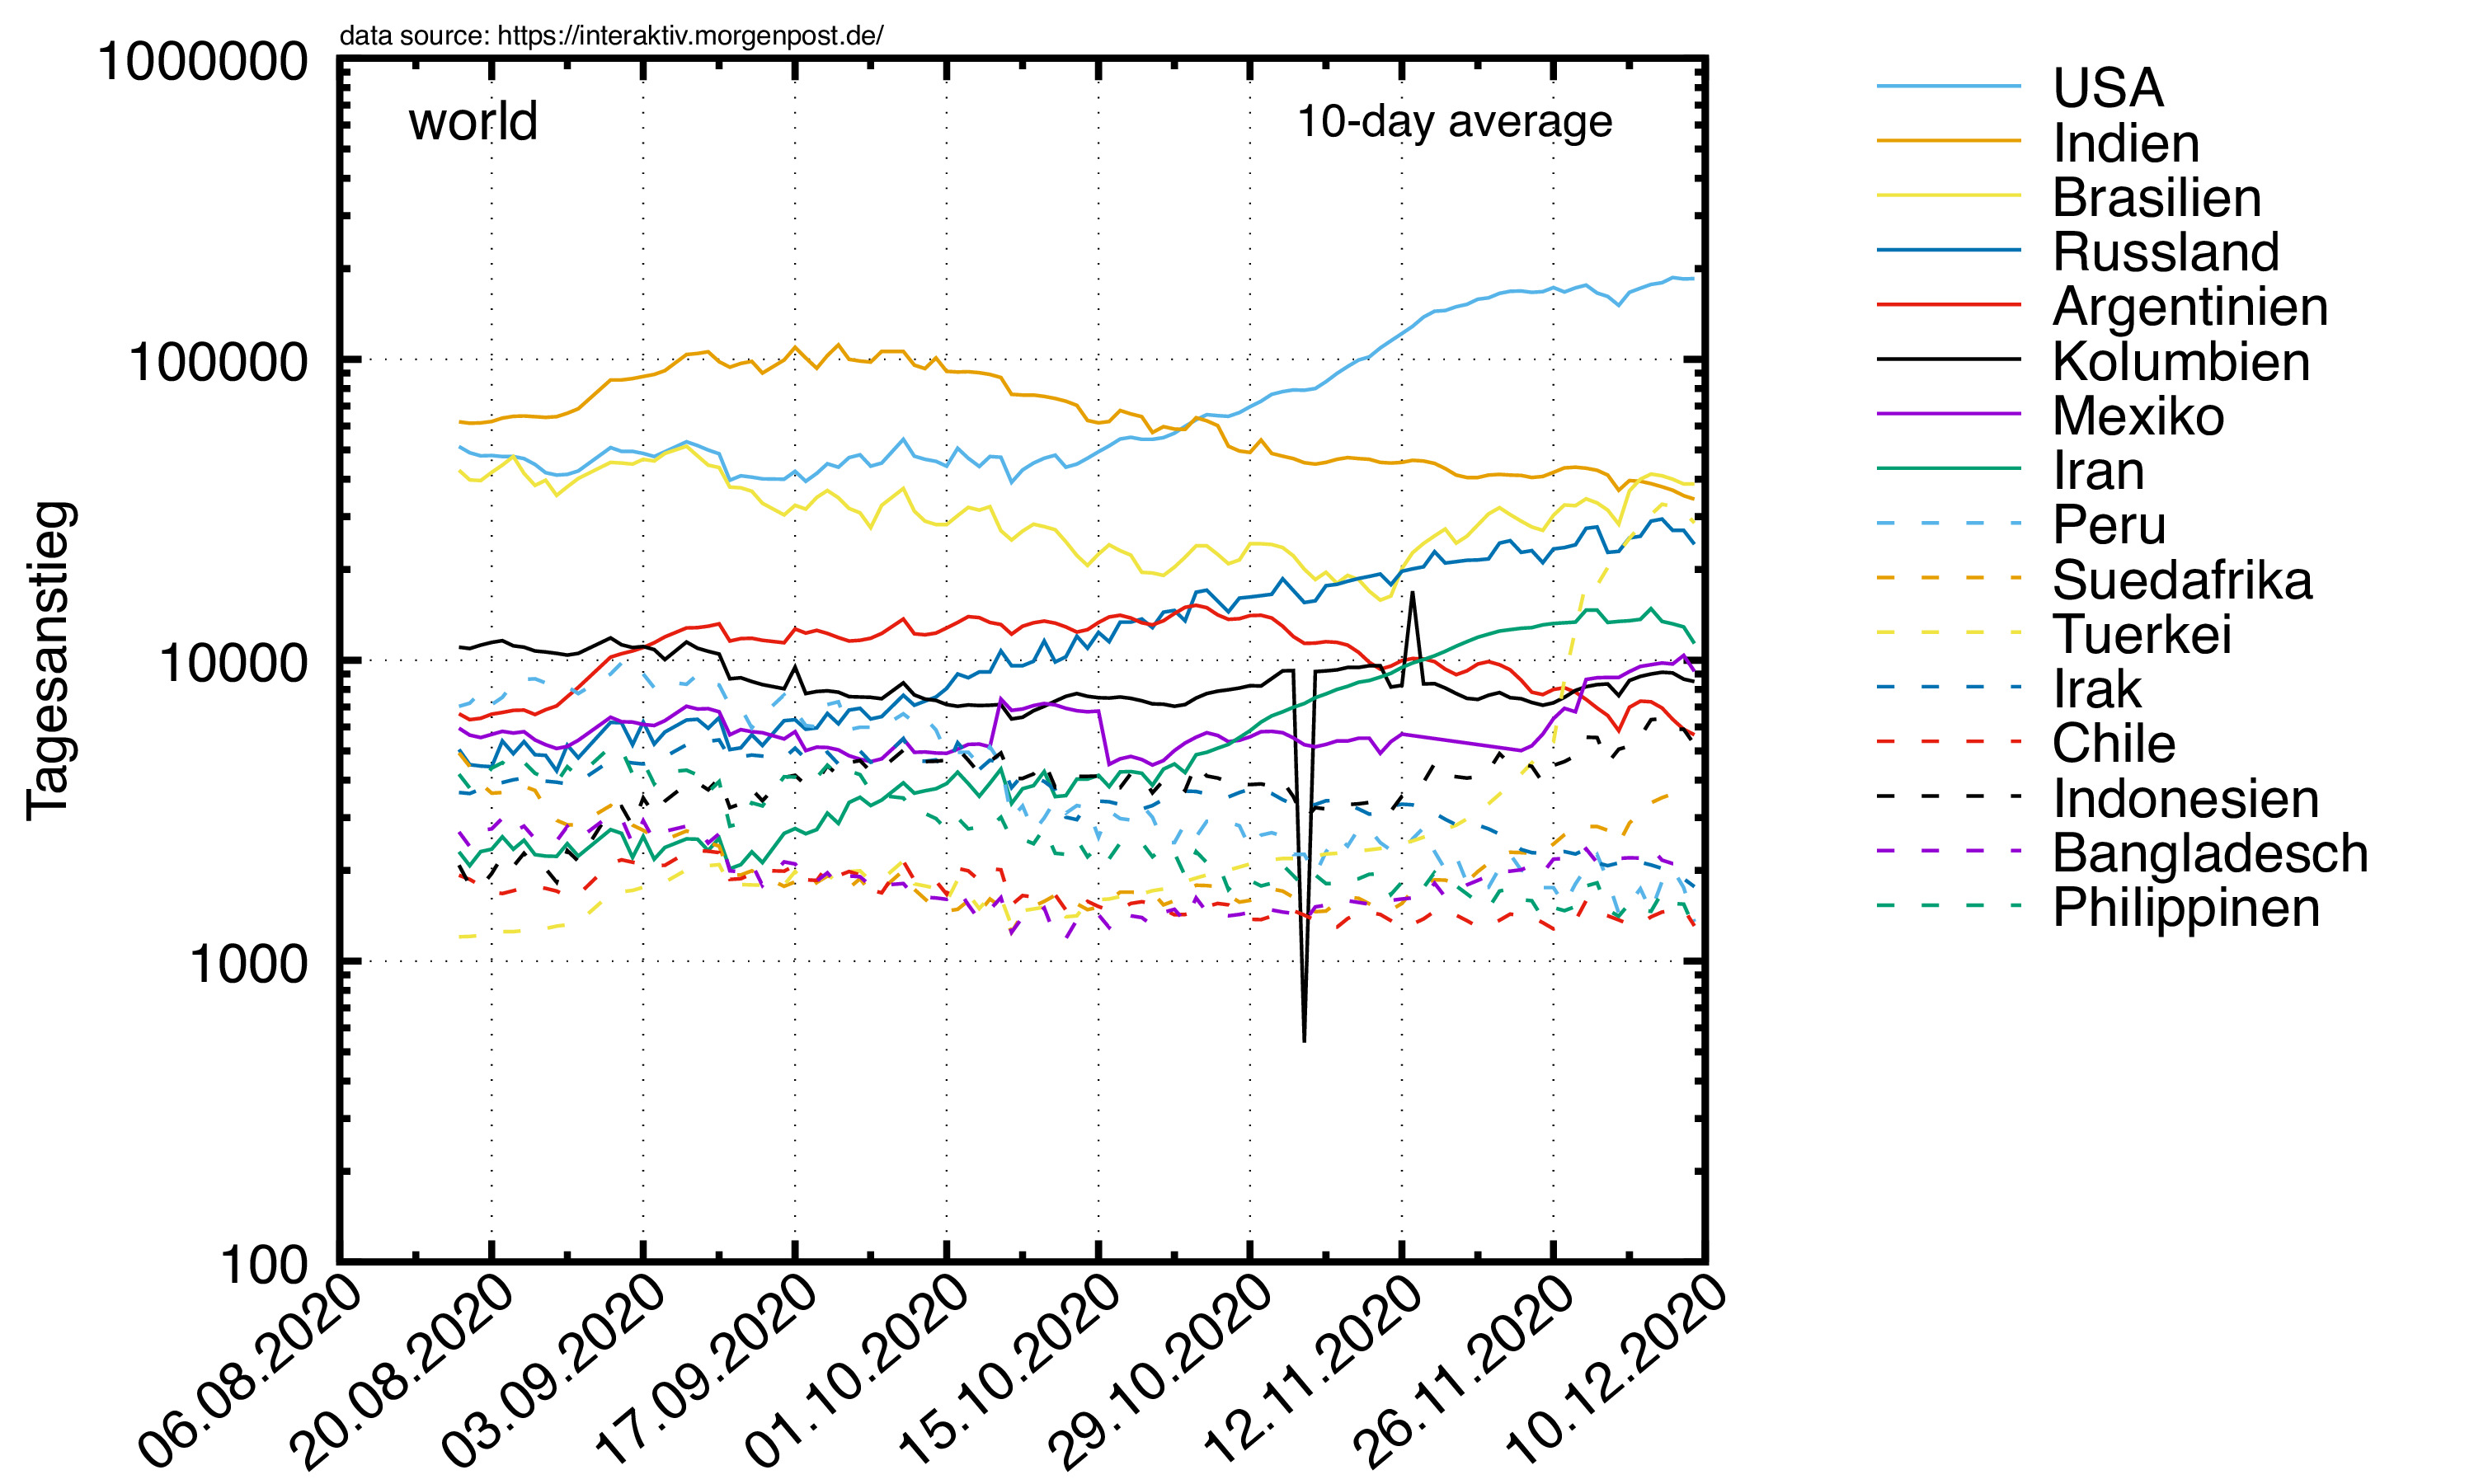 data source: https://interaktiv.morgenpost.de/
world
10-day average
Tagesanstieg
1000000
100000
10000
1000
100
06.08.2020
20.08.2020
03.09.2020
17.09.2020
01.10.2020
15.10.2020
29.10.2020
12.11.2020
26.11.2020
10.12.2020
USA
Indien
Brasilien
Russland
Argentinien
Kolumbien
Mexiko
Iran
Peru
Suedafrika
Tuerkei
Irak
Chile
Indonesien
Bangladesch
Philippinen